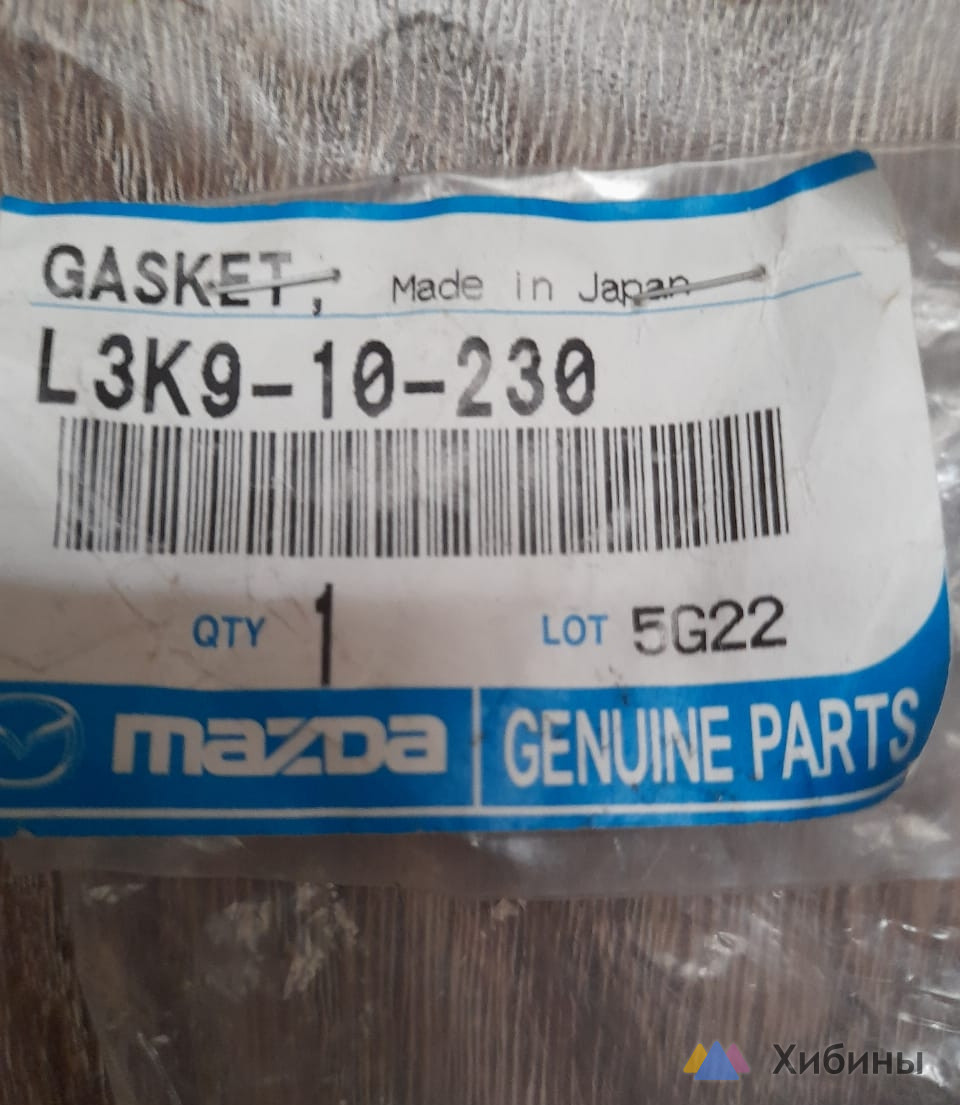 GASKET, Made in Japan
L3K9-10-230
QTY 1 LOT 5G22
mazda GENUINE PARTS
Хибины